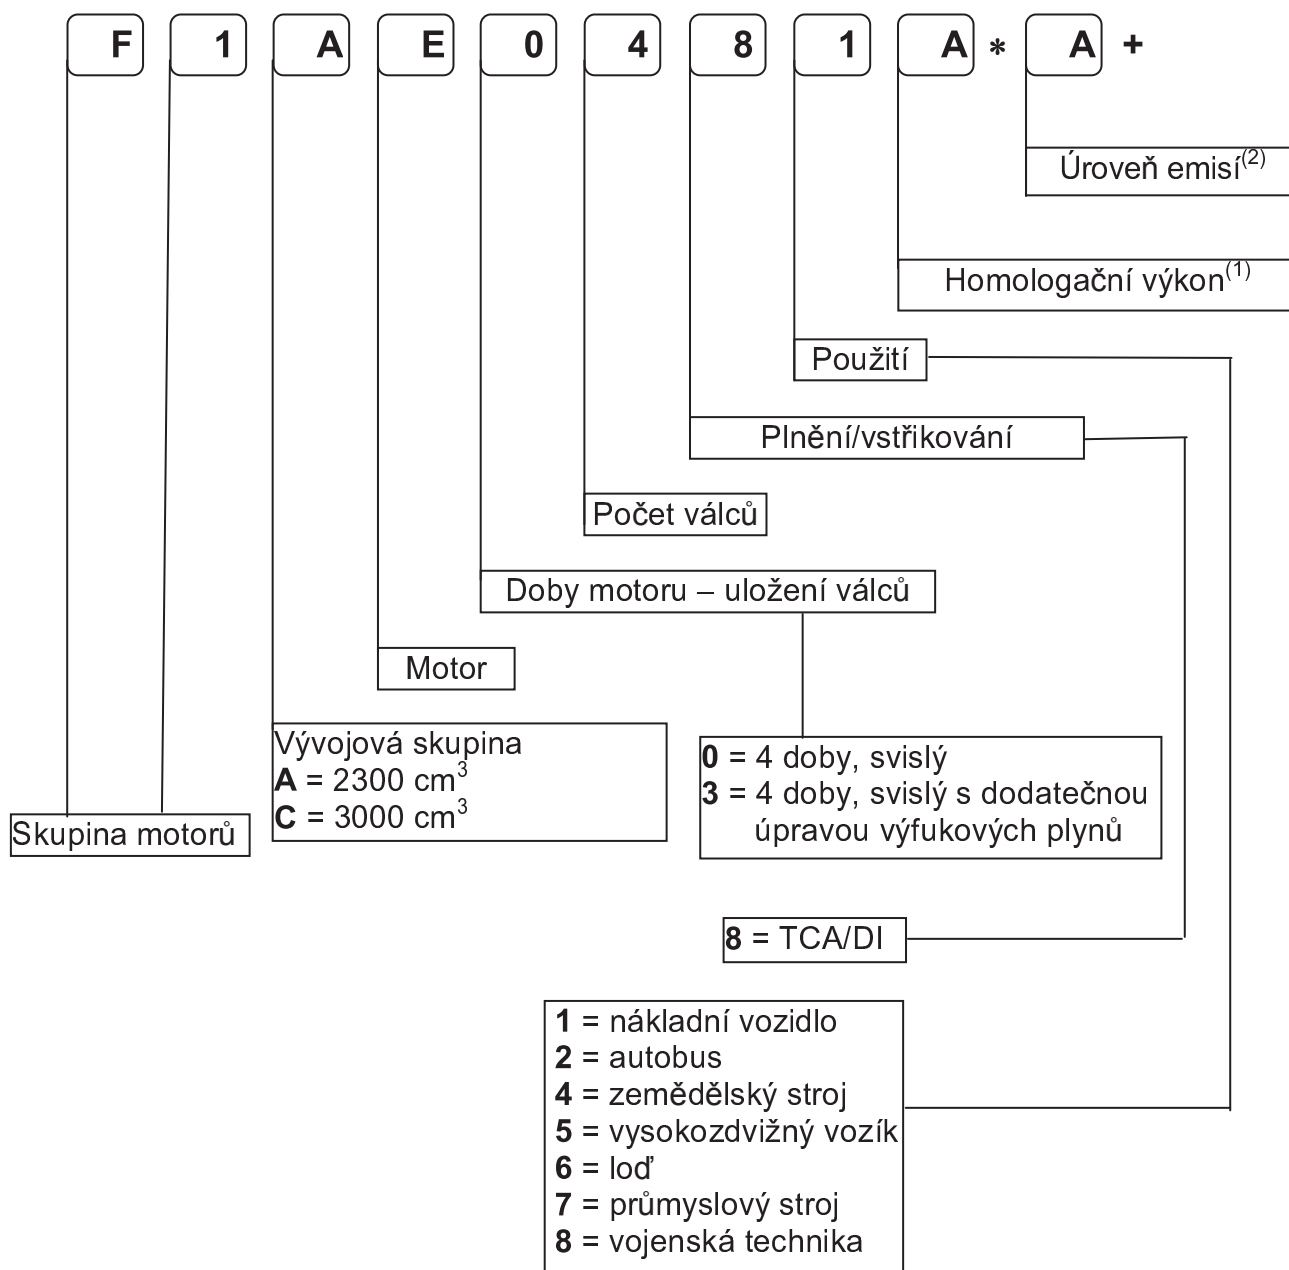 F 1 A E 0 4 8 1 A * A +
Úroveň emisí(2)
Homologační výkon(1)
Použití
Plnění/vstřikování
Počet válců
Doby motoru – uložení válců
Motor
Vývojová skupina
A = 2300 cm3
C = 3000 cm3
0 = 4 doby, svislý
3 = 4 doby, svislý s dodatečnou
úpravou výfukových plynů
Skupina motorů
8 = TCA/DI
1 = nákladní vozidlo
2 = autobus
4 = zemědělský stroj
5 = vysokozdvižný vozík
6 = loď
7 = průmyslový stroj
8 = vojenská technika